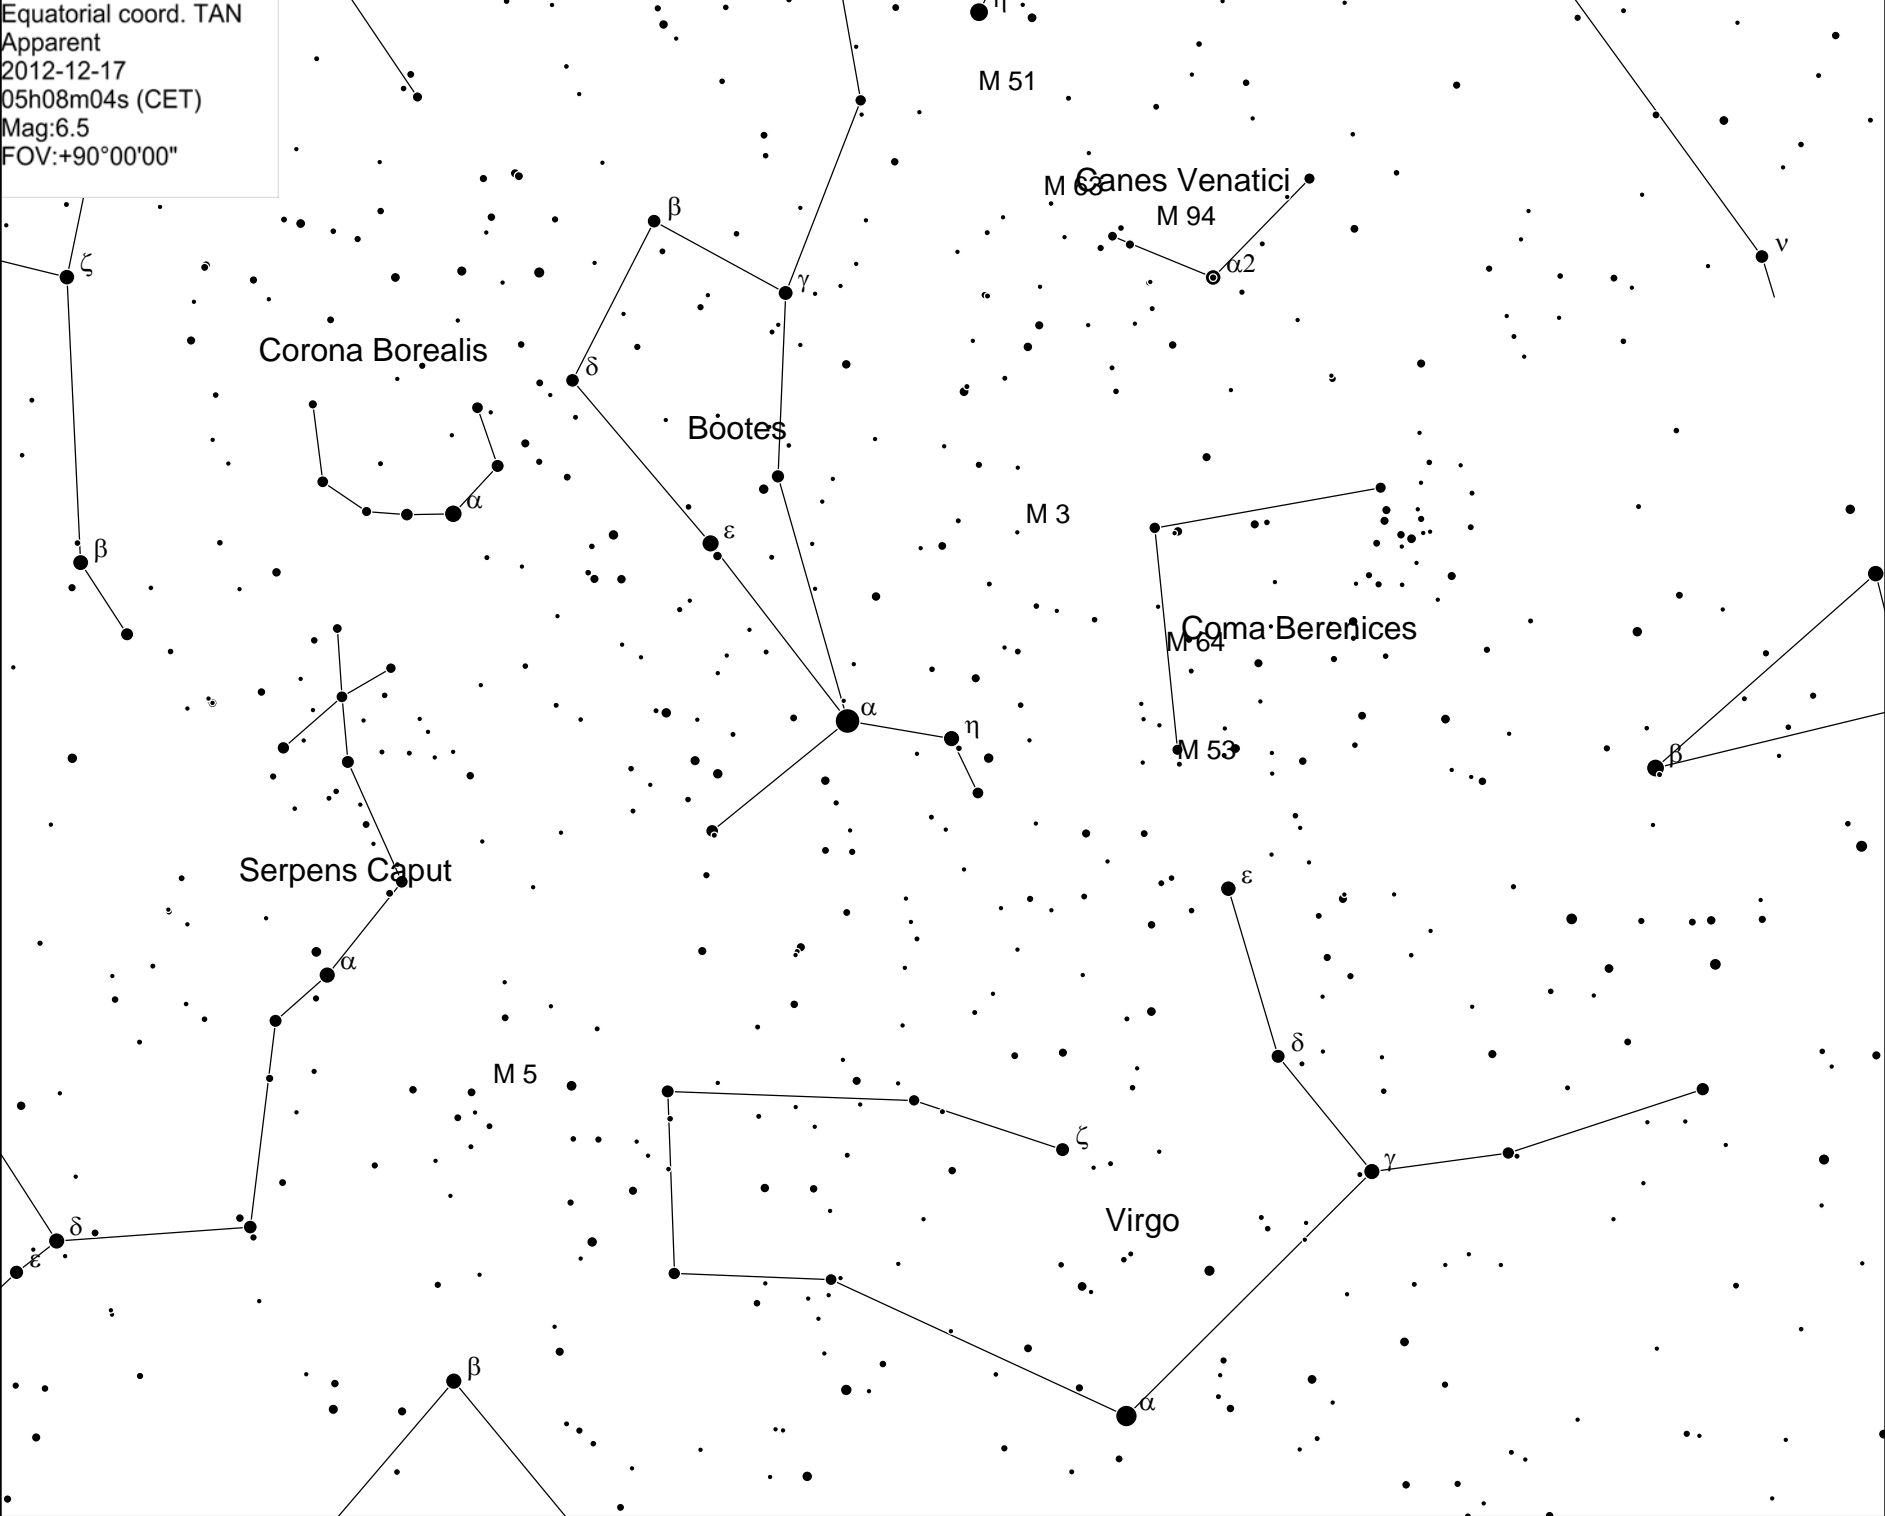 Equatorial coord. TAN
Apparent
2012-12-17
05h08m04s (CET)
Mag:6.5
FOV:+90°00'00"
η
M 51
M 63
Canes Venatici
M 94
β
ν
ζ
α2
γ
Corona Borealis
δ
Bootes
α
M 3
ε
β
Coma Berenices
M 64
α
η
M 53
β
Serpens Caput
ε
α
δ
M 5
ζ
γ
Virgo
δ
ε
β
α